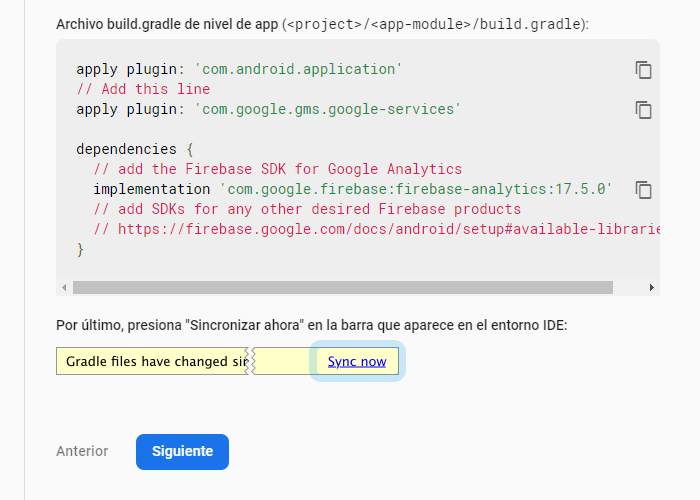 Archivo build.gradle de nivel de app (<project>/<app-module>/build.gradle):
apply plugin: 'com.android.application'
// Add this line
apply plugin: 'com.google.gms.google-services'
dependencies {
// add the Firebase SDK for Google Analytics
implementation 'com.google.firebase:firebase-analytics:17.5.0'
// add SDKs for any other desired Firebase products
// https://firebase.google.com/docs/android/setup#available-librarie
}
Por último, presiona "Sincronizar ahora" en la barra que aparece en el entorno IDE:
Gradle files have changed sin Sync now
Anterior Siguiente